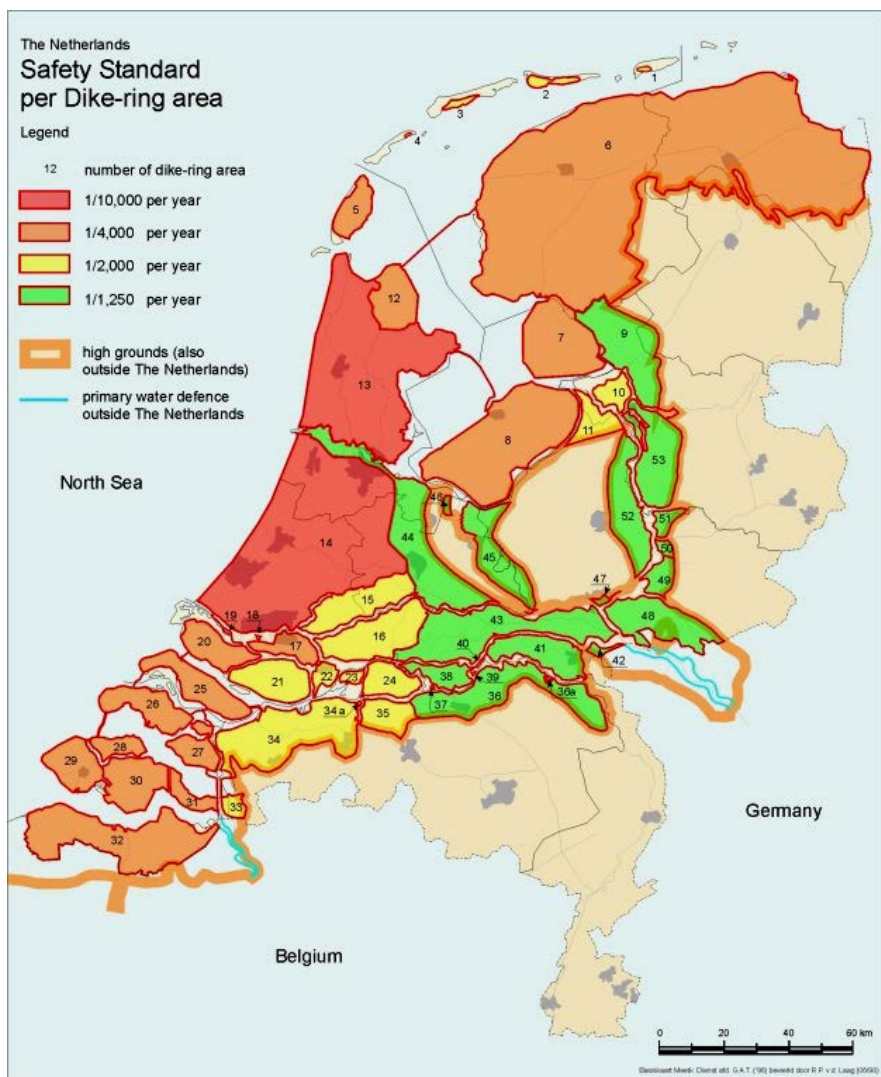 The Netherlands
Safety Standard
per Dike-ring area
Legend
12 number of dike-ring area
1/10,000 per year
1/4,000 per year
1/2,000 per year
1/1,250 per year
high grounds (also
outside The Netherlands)
primary water defence
outside The Netherlands
1
2
3
4
5
6
7
12
9
13
10
11
8
53
North Sea
46
44
14
52
51
45
50
47
49
15
48
19
18
43
16
20
17
40
41
42
21
22
23
24
38
39
25
36a
26
34a
35
37
36
34
28
27
29
30
31
33
32
Germany
Belgium
0 20 40 60 km